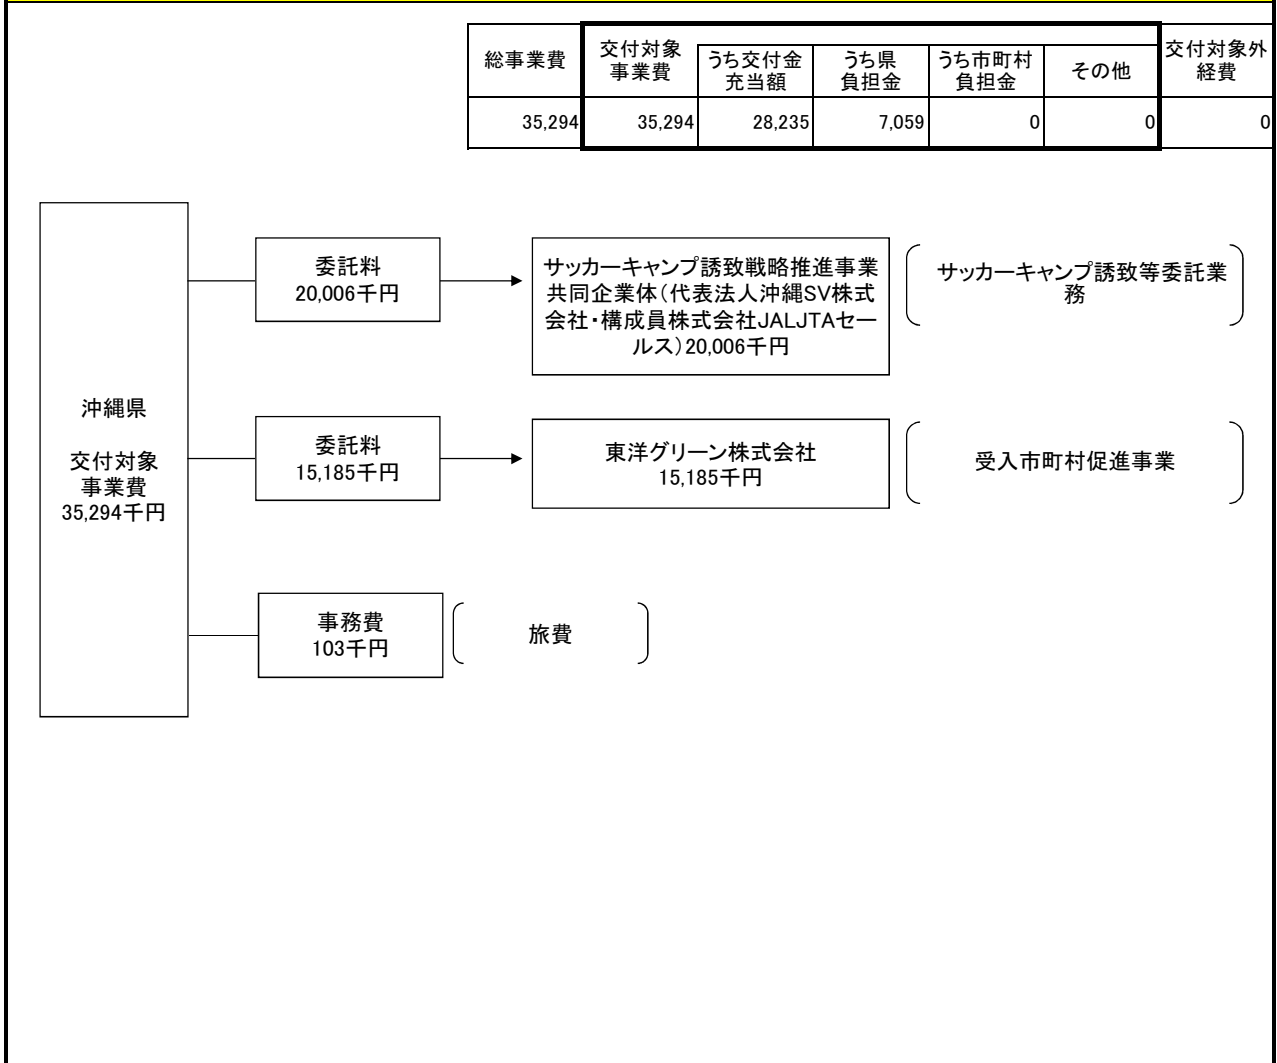 総事業費
交付対象
事業費
うち交付金
充当額
うち県
負担金
うち市町村
負担金
その他
交付対象外
経費
35,294
35,294
28,235
7,059
0
0
0
沖縄県
交付対象
事業費
35,294千円
委託料
20,006千円
サッカーキャンプ誘致戦略推進事業
共同企業体(代表法人沖縄SV株式
会社・構成員株式会社JALJTAセー
ルス)20,006千円
サッカーキャンプ誘致等委託業
務
委託料
15,185千円
東洋グリーン株式会社
15,185千円
受入市町村促進事業
事務費
103千円
旅費